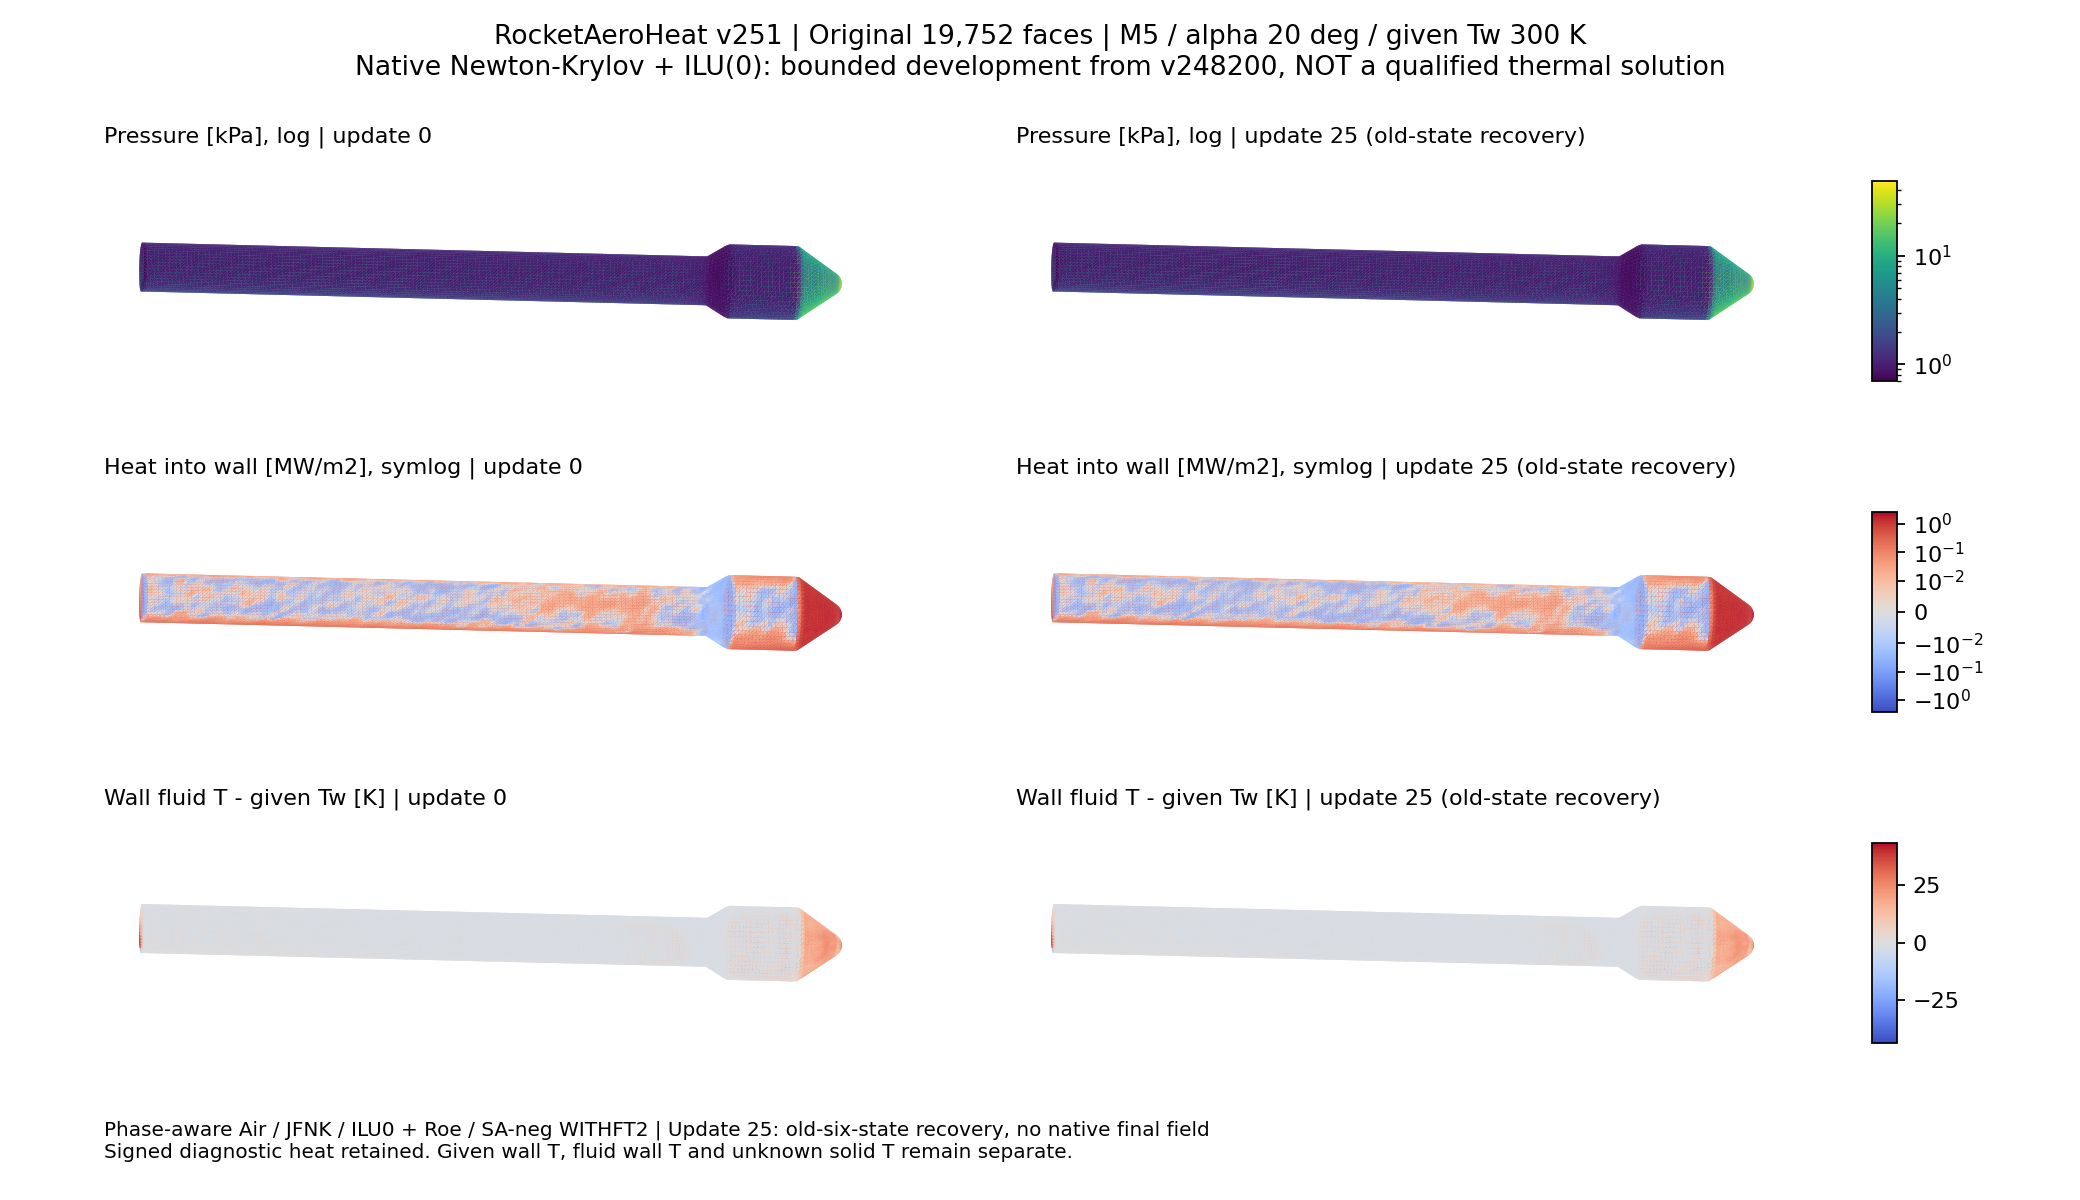 RocketAeroHeat v251 | Original 19,752 faces | M5 / alpha 20 deg / given Tw 300 K
Native Newton-Krylov + ILU(0): bounded development from v248200, NOT a qualified thermal solution
Pressure [kPa], log | update 0
Pressure [kPa], log | update 25 (old-state recovery)
10¹
10⁰
Heat into wall [MW/m2], symlog | update 0
Heat into wall [MW/m2], symlog | update 25 (old-state recovery)
10⁰
10⁻¹
10⁻²
0
−10⁻²
−10⁻¹
−10⁰
Wall fluid T - given Tw [K] | update 0
Wall fluid T - given Tw [K] | update 25 (old-state recovery)
25
0
−25
Phase-aware Air / JFNK / ILU0 + Roe / SA-neg WITHFT2 | Update 25: old-six-state recovery, no native final field
Signed diagnostic heat retained. Given wall T, fluid wall T and unknown solid T remain separate.